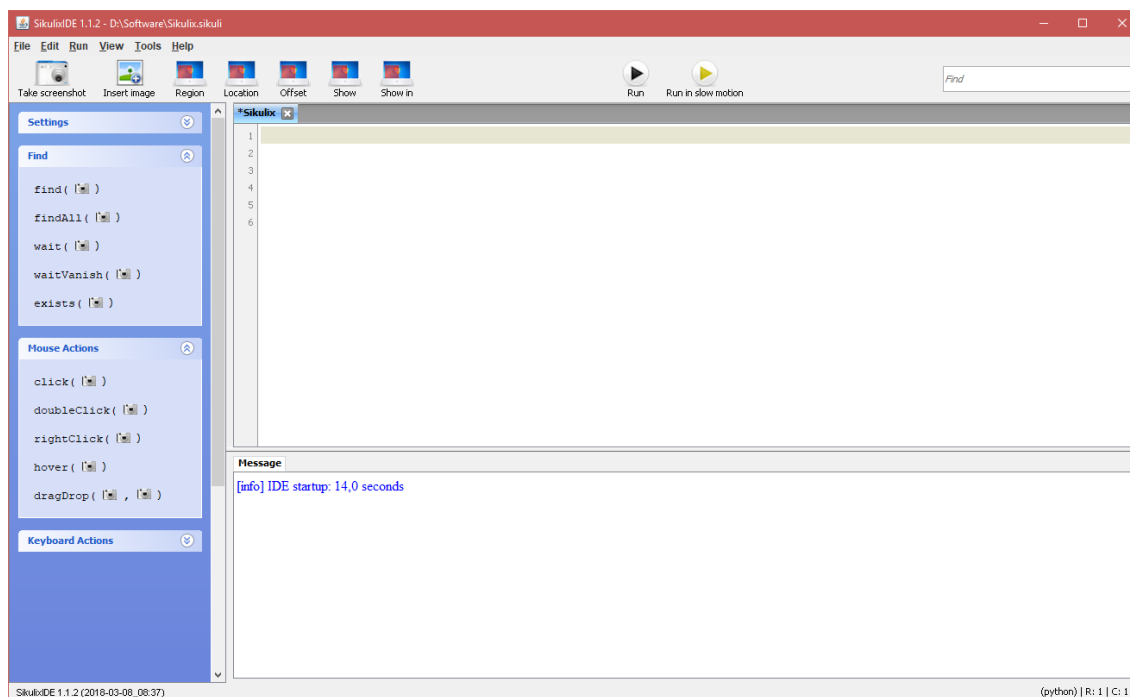 SikulixIDE 1.1.2 - D:\Software\Sikulix.sikuli
File Edit Run View Tools Help
Take screenshot Insert image Region Location Offset Show Show in Run Run in slow motion Find
Settings
Find
find( )
findAll( )
wait( )
waitVanish( )
exists( )
Mouse Actions
click( )
doubleClick( )
rightClick( )
hover( )
dragDrop( , )
Keyboard Actions
*Sikulix
1
2
3
4
5
6
Message
[info] IDE startup: 14,0 seconds
SikulixIDE 1.1.2 (2018-03-08_08:37) (python) | R: 1 | C: 1